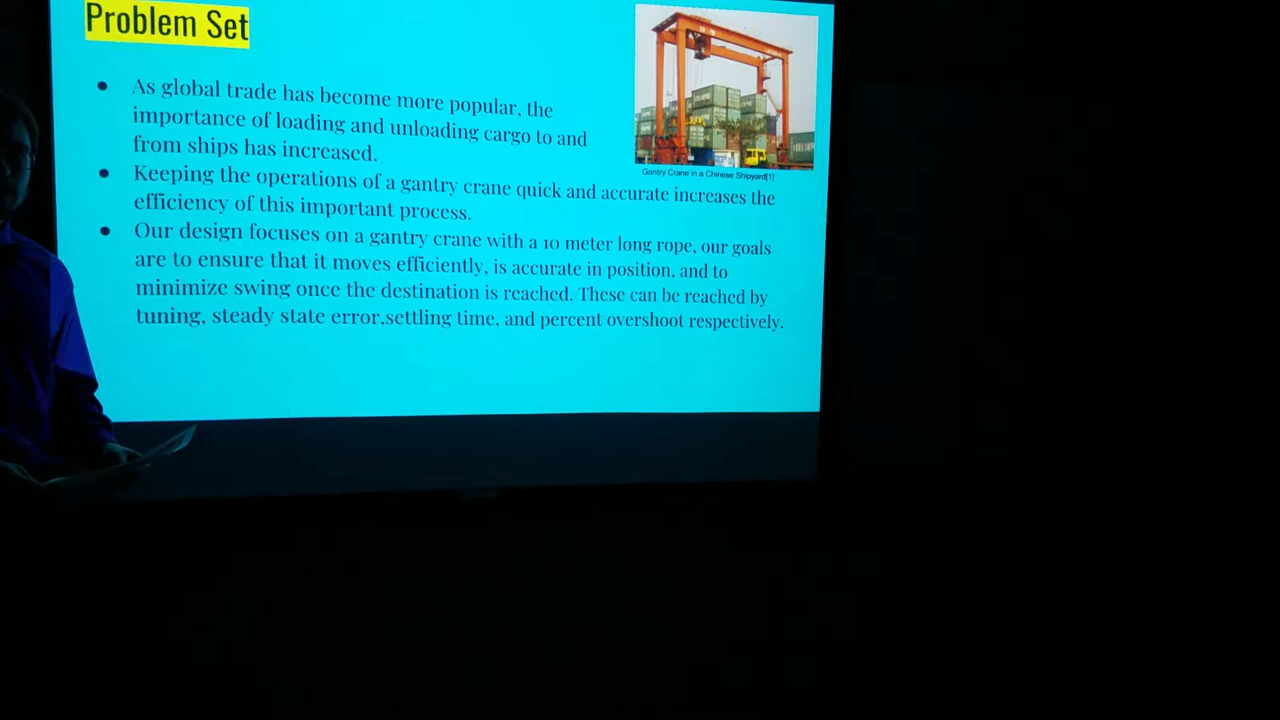 Problem Set
As global trade has become more popular, the
importance of loading and unloading cargo to and
from ships has increased.
Gantry Crane in a Chinese Shipyard[1]
Keeping the operations of a gantry crane quick and accurate increases the
efficiency of this important process.
Our design focuses on a gantry crane with a 10 meter long rope, our goals
are to ensure that it moves efficiently, is accurate in position, and to
minimize swing once the destination is reached. These can be reached by
tuning, steady state error,settling time, and percent overshoot respectively.